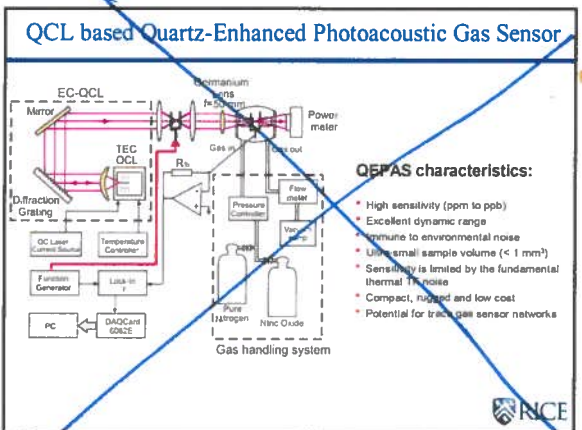 QCL based Quartz-Enhanced Photoacoustic Gas Sensor
EC-QCL
Mirror
TEC
QCL
Diffraction
Grating
Germanium
Lens
f=50 mm
Power
meter
Gas in
Gas out
Flow
meter
Pressure
Controller
Vacuum
pump
QC Laser
Current Source
Temperature
Controller
Function
Generator
Lock-in
PC
DAQCard
6062E
Pure
Nitrogen
Nitric Oxide
Gas handling system
QEPAS characteristics:
* High sensitivity (ppm to ppb)
* Excellent dynamic range
* Immune to environmental noise
* Ultra-small sample volume (< 1 mm³)
* Sensitivity is limited by the fundamental
thermal TF noise
* Compact, rugged and low cost
* Potential for trace gas sensor networks
RICE